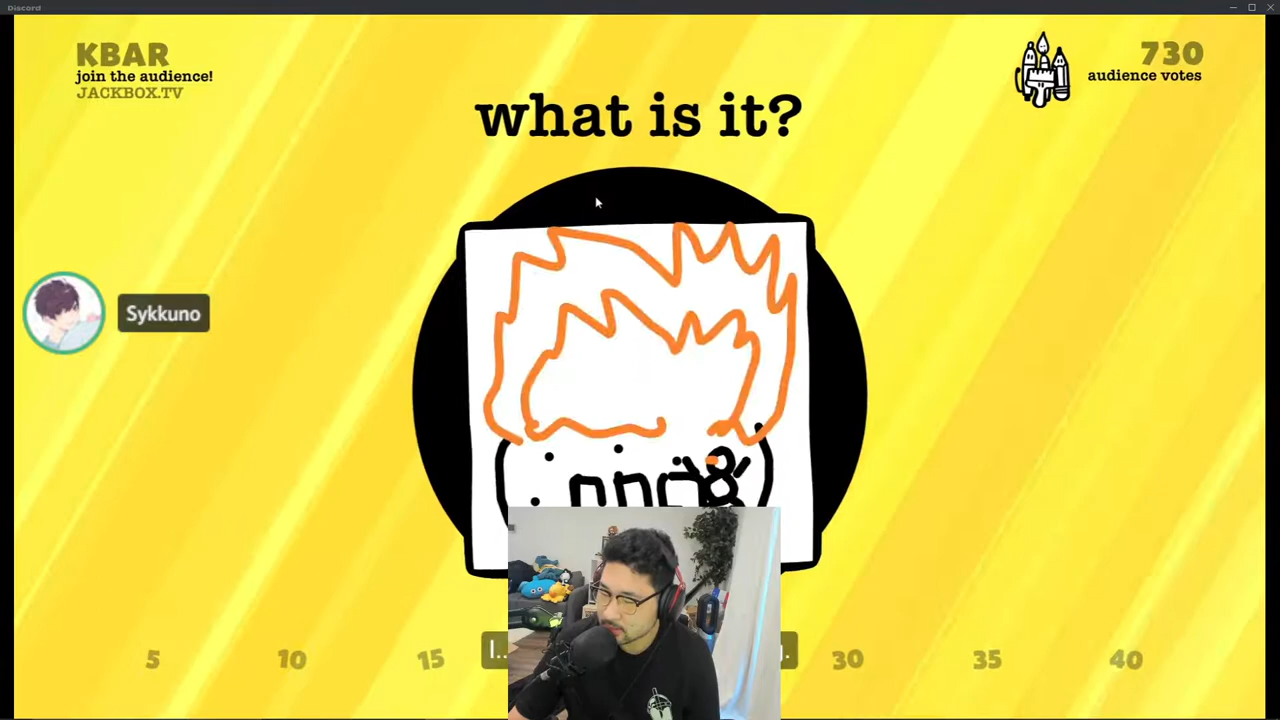 Discord
KBAR
join the audience!
JACKBOX.TV
730
audience votes
what is it?
Sykkuno
5
10
15
30
35
40